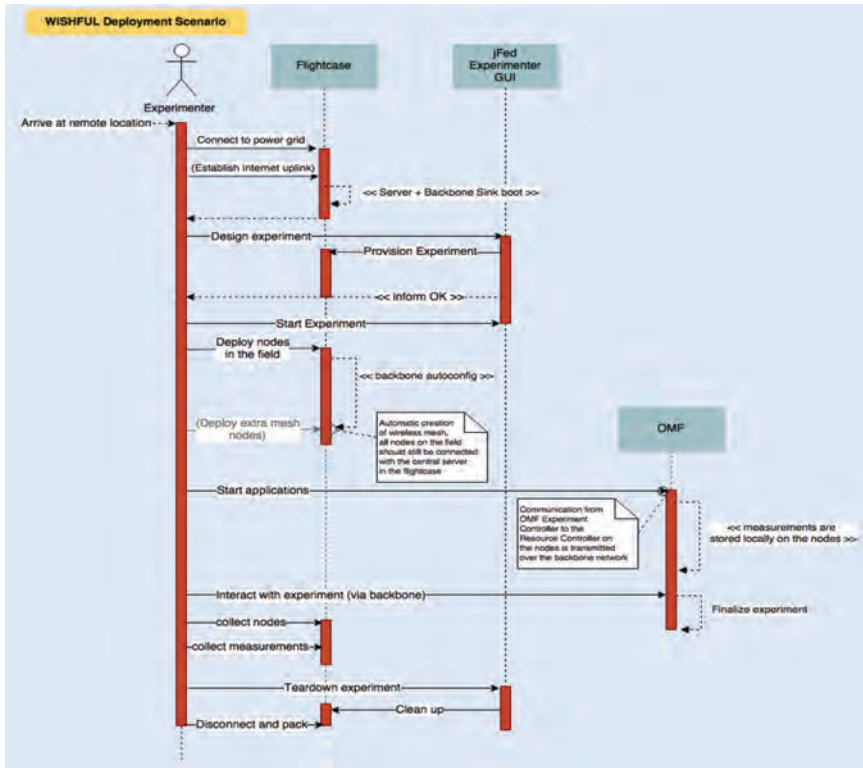 WiSHFUL Deployment Scenario
Flightcase
jFed
Experimenter
GUI
Experimenter
Arrive at remote location
Connect to power grid
(Establish internet uplink)
<< Server + Backbone Sink boot >>
Design experiment
Provision Experiment
<< inform OK >>
Start Experiment
Deploy nodes
in the field
<< backbone autoconfig >>
(Deploy extra mesh
nodes)
Automatic creation
of wireless mesh,
all nodes on the field
should still be connected
with the central server
in the flightcase
OMF
Start applications
Communication from
OMF Experiment
Controller to the
Resource Controller on
the nodes is transmitted
over the backbone network
<< measurements are
stored locally on the nodes >>
Interact with experiment (via backbone)
Finalize experiment
collect nodes
collect measurements
Teardown experiment
Clean up
Disconnect and pack